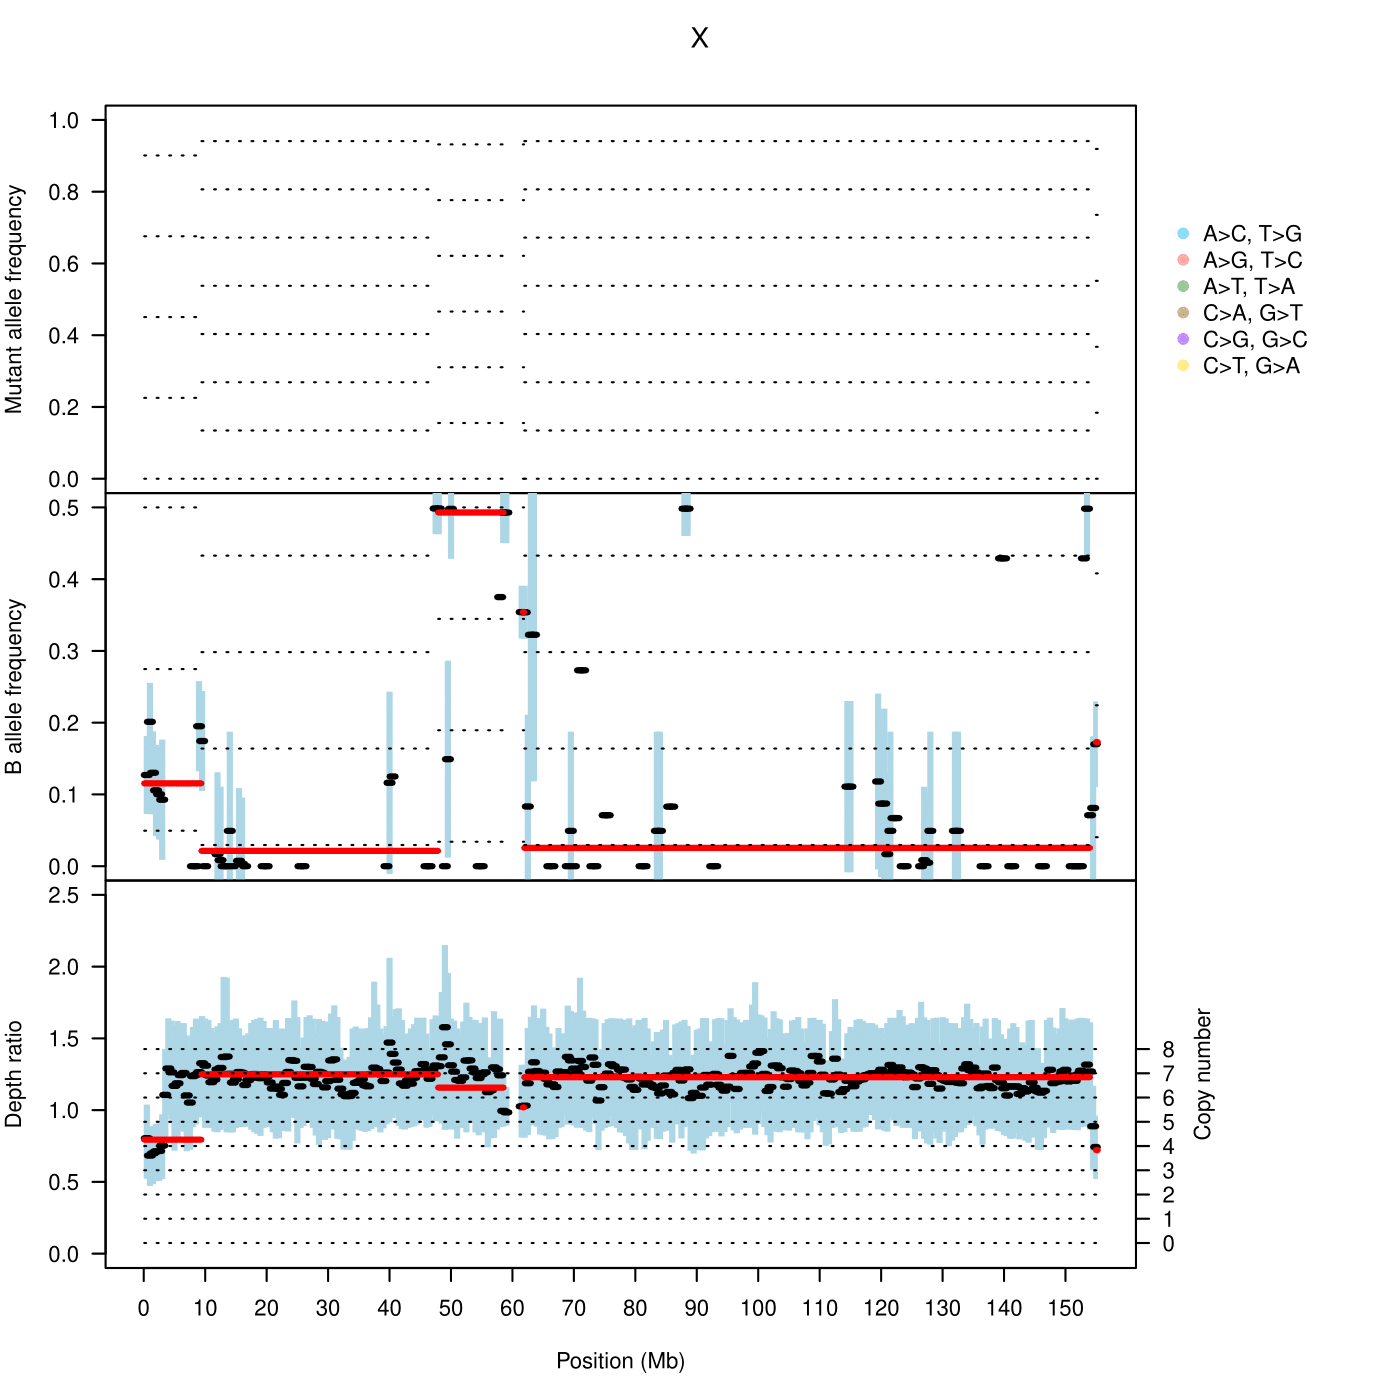 X
Mutant allele frequency
1.0
0.8
0.6
0.4
0.2
0.0
A>C, T>G
A>G, T>C
A>T, T>A
C>A, G>T
C>G, G>C
C>T, G>A
B allele frequency
0.5
0.4
0.3
0.2
0.1
0.0
Depth ratio
2.5
2.0
1.5
1.0
0.5
0.0
8
7
6
5
4
3
2
1
0
Copy number
0 10 20 30 40 50 60 70 80 90 100 110 120 130 140 150
Position (Mb)